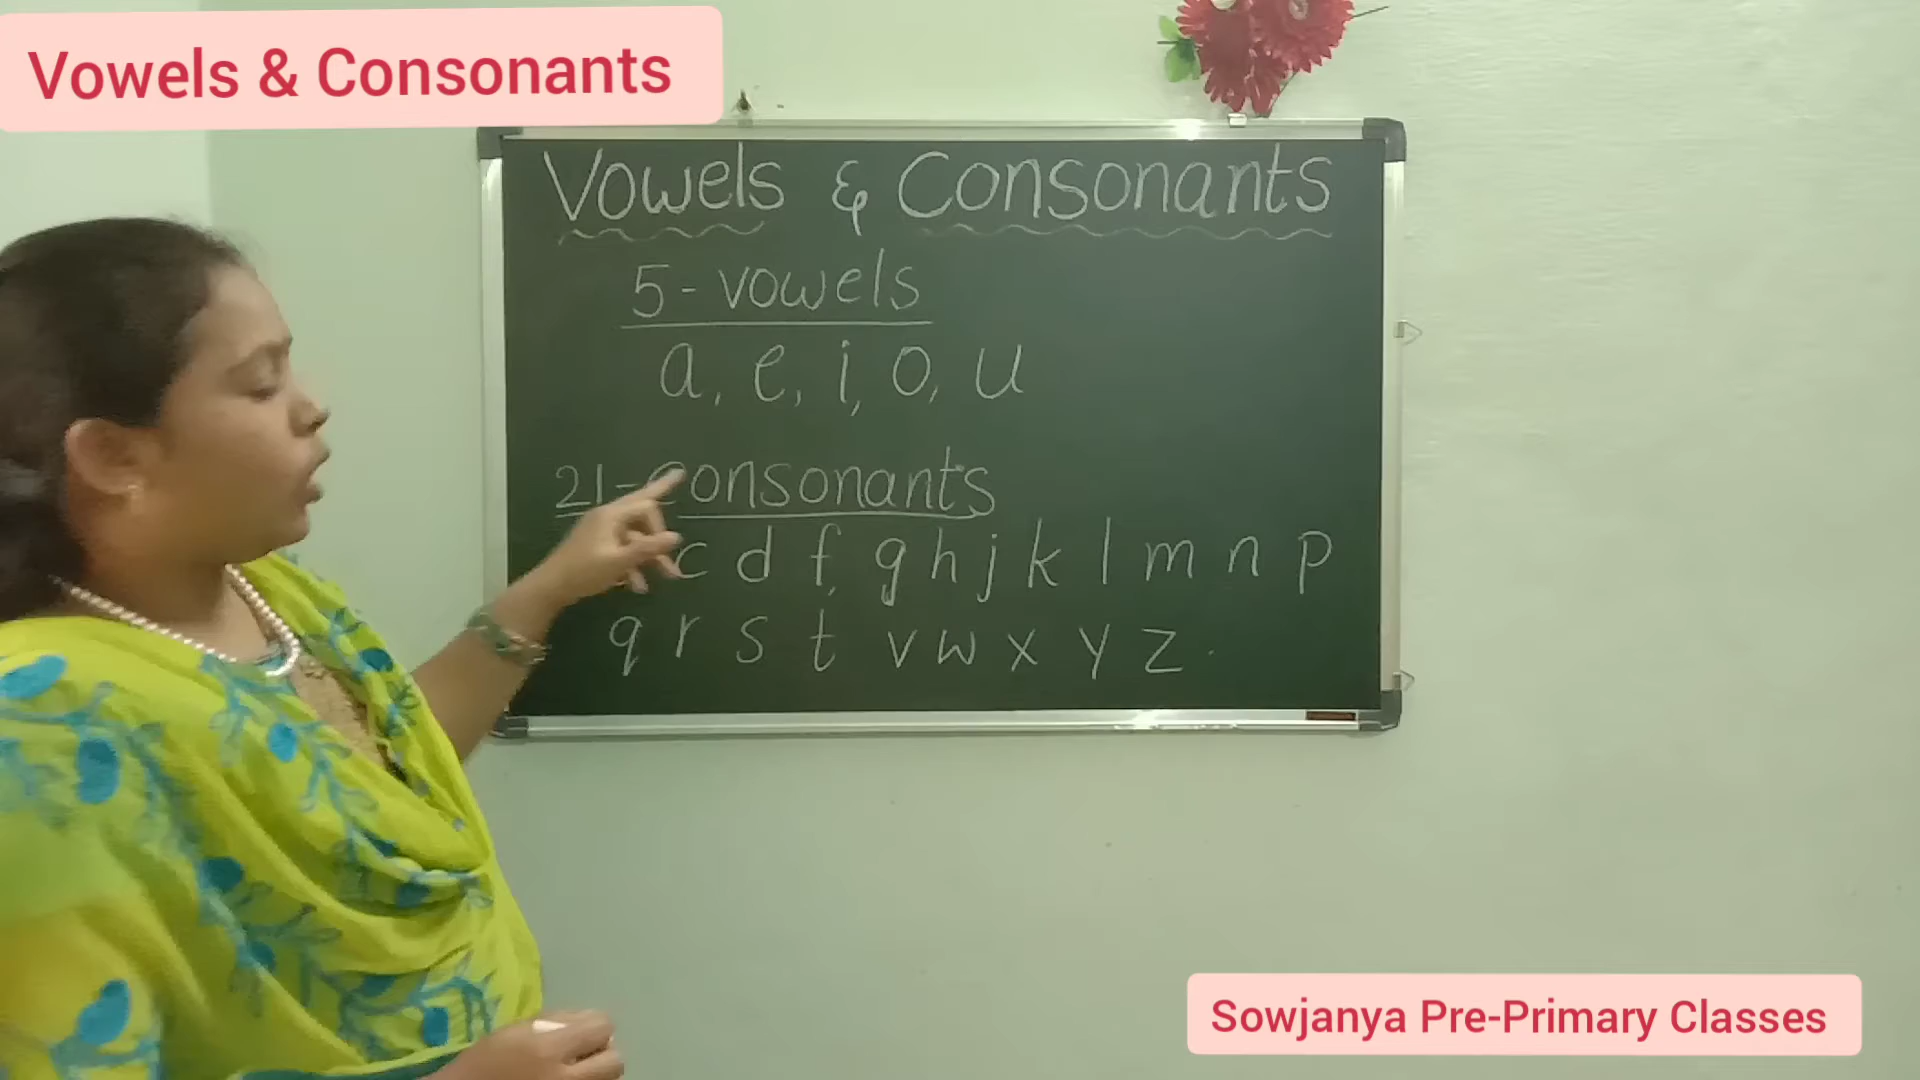 Vowels & Consonants
Vowels & Consonants
5-vowels
a, e, i, o, u
21-consonants
c d f g h j k l m n p
q r s t v w x y z
Sowjanya Pre-Primary Classes